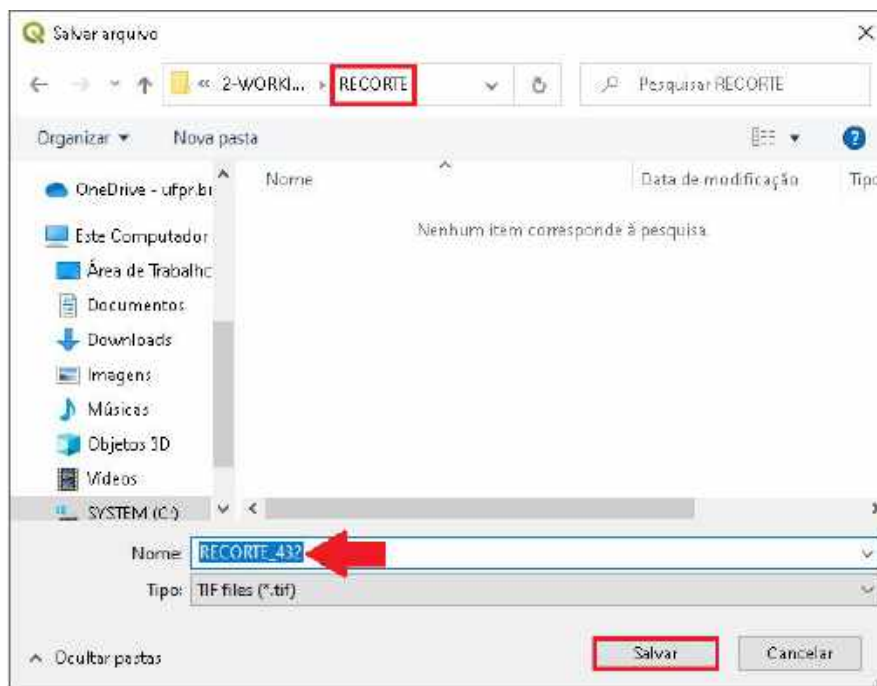 Salvar arquivo
« 2-WORKI... › RECORTE
Pesquisar RECORTE
Organizar
Nova pasta
Nome
Data de modificação
Tipo
OneDrive - ufpr.br
Nenhum item corresponde à pesquisa.
Este Computador
Área de Trabalho
Documentos
Downloads
Imagens
Músicas
Objetos 3D
Vídeos
SYSTEM (C:)
Nome: RECORTE_432
Tipo: TIF files (*.tif)
Ocultar pastas
Salvar
Cancelar